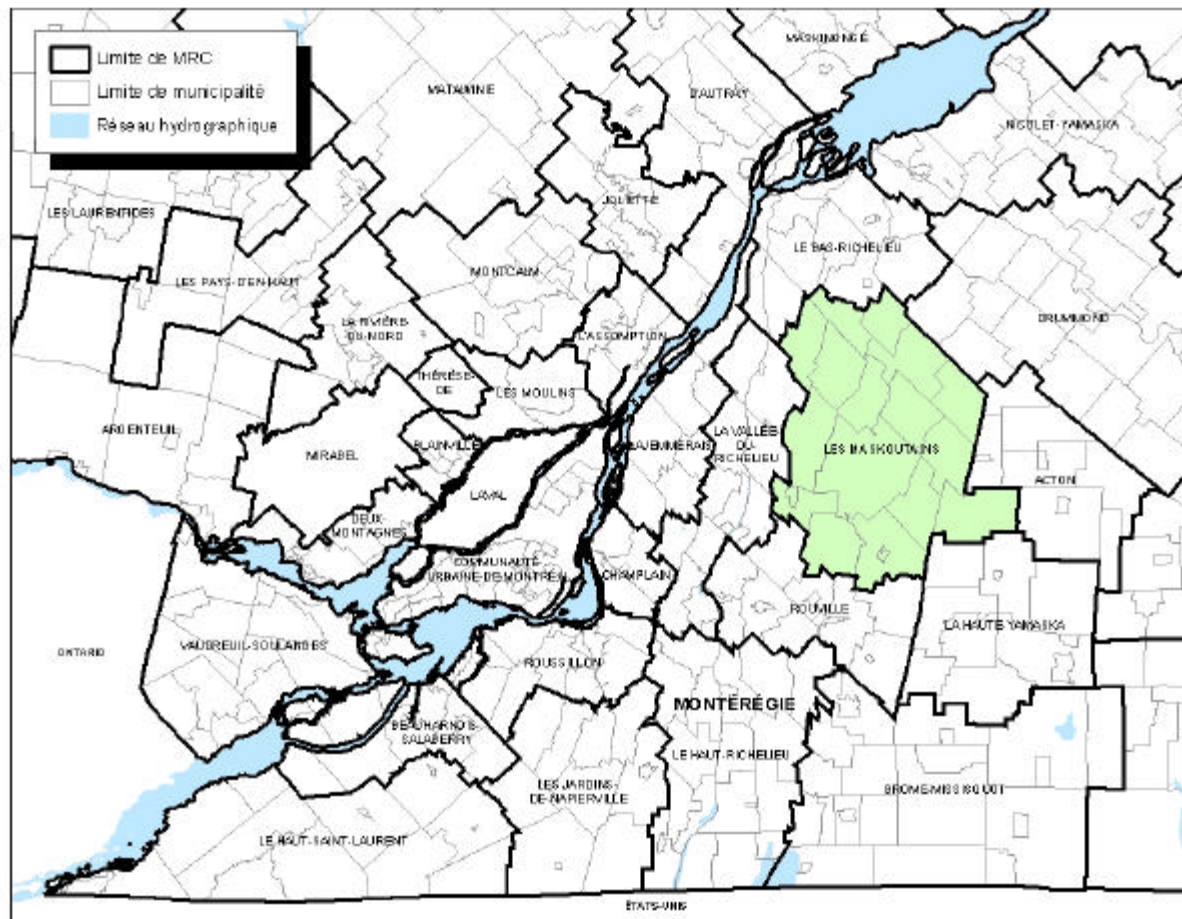 Limite de MRC
Limite de municipalité
Réseau hydrographique
MASKINONGÉ
MATAWINIE
D'AUTRAY
NICOLET-YAMASKA
LES LAURENTIDES
JOLIETTE
LE BAS-RICHELIEU
LES PAYS-D'EN-HAUT
MONTCALM
DRUMMOND
LA RIVIÈRE-
DU-NORD
L'ASSOMPTION
THÉRÈSE-
DE
LES MOULINS
ARGENTEUIL
BLAINVILLE
LAJEMMERAIS
LA VALLÉE-
DU-
RICHELIEU
LES MASKOUTAINS
MIRABEL
ACTON
LAVAL
DEUX-
MONTAGNES
COMMUNAUTÉ-
URBAINE-DE-MONTRÉAL
CHAMPLAIN
ROUVILLE
LA HAUTE-YAMASKA
ONTARIO
VAUDREUIL-SOULANGES
ROUSSILLON
MONTÉRÉGIE
BEAUHARNOIS-
SALABERRY
LE HAUT-RICHELIEU
LES JARDINS-
DE-NAPIERVILLE
BROME-MISSISQUOI
LE HAUT-SAINT-LAURENT
ÉTATS-UNIS